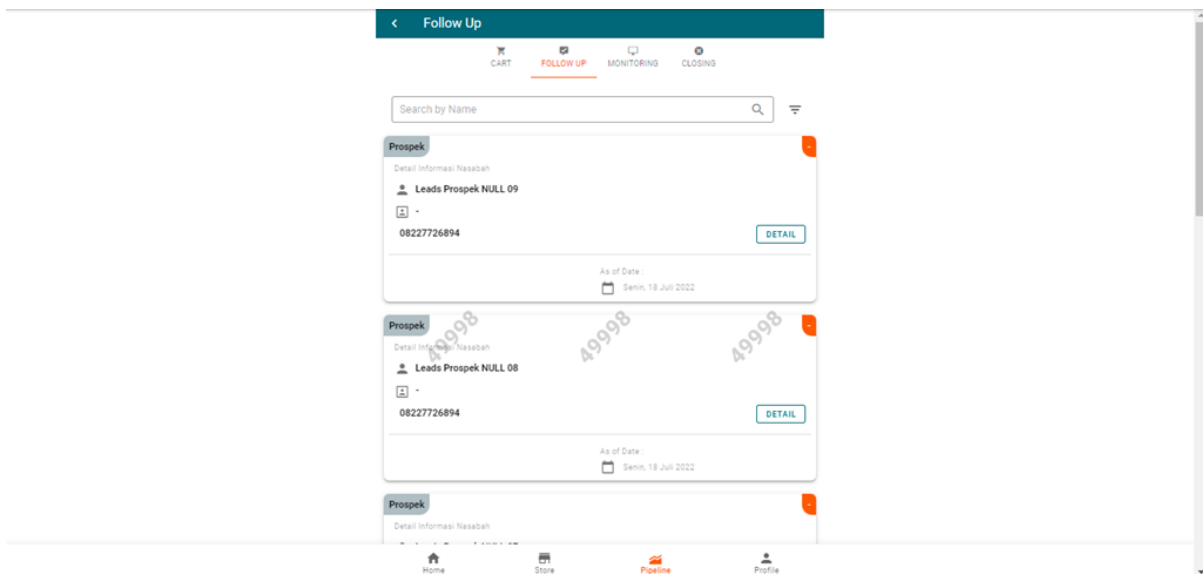 Follow Up
CART FOLLOW UP MONITORING CLOSING
Search by Name
Prospek -
Detail Informasi Nasabah
Leads Prospek NULL 09
-
08227726894 DETAIL
As of Date :
Senin, 18 Juli 2022
49998 49998 49998
Prospek -
Detail Informasi Nasabah
Leads Prospek NULL 08
-
08227726894 DETAIL
As of Date :
Senin, 18 Juli 2022
Prospek -
Detail Informasi Nasabah
Home Store Pipeline Profile